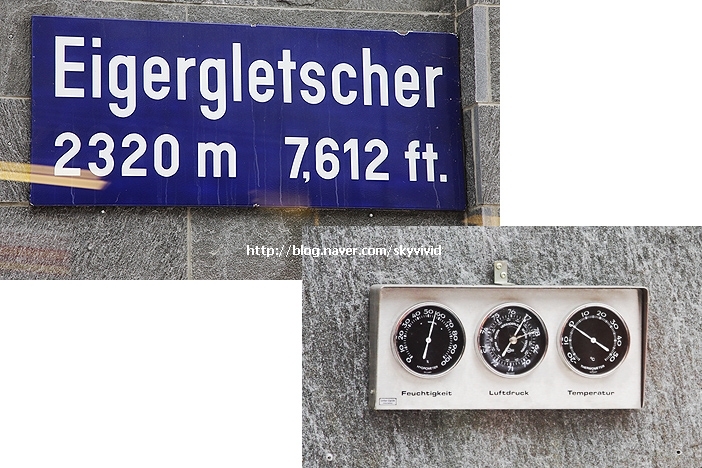 Eigergletscher
2320 m 7,612 ft.
http://blog.naver.com/skyvivid
Feuchtigkeit Luftdruck Temperatur